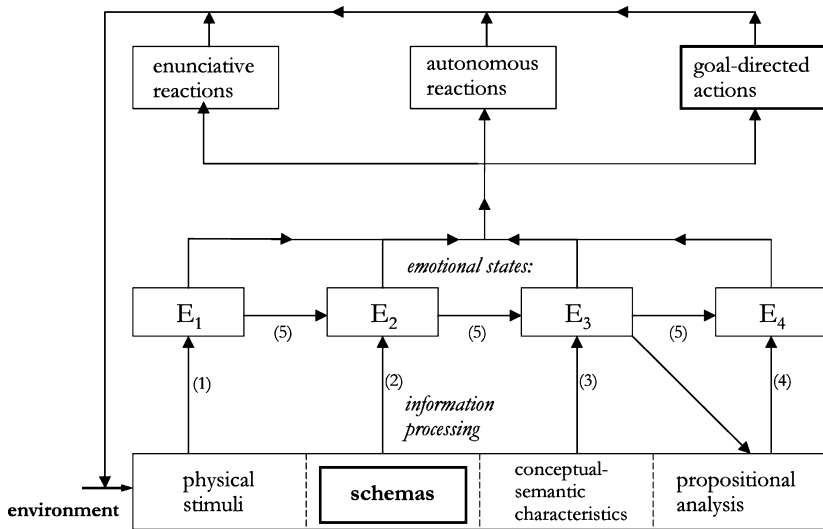 enunciative
reactions
autonomous
reactions
goal-directed
actions
emotional states:
E₁
E₂
E₃
E₄
(5)
(5)
(5)
(1)
(2)
(3)
(4)
information
processing
environment
physical
stimuli
schemas
conceptual-
semantic
characteristics
propositional
analysis